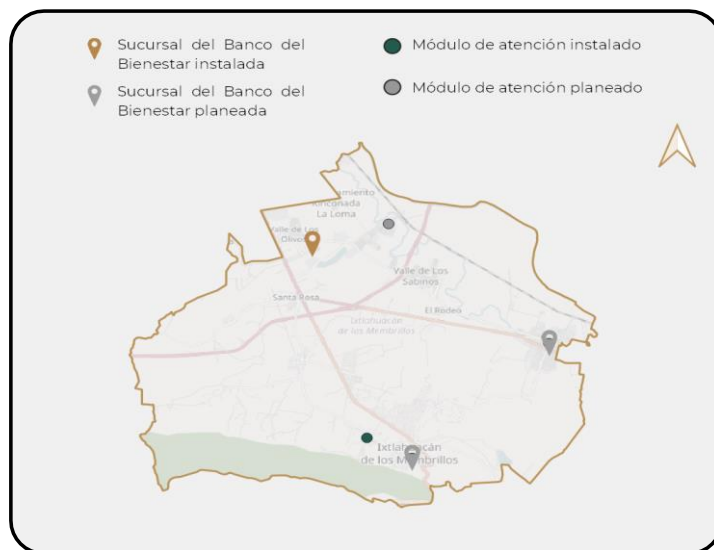 Sucursal del Banco del
Bienestar instalada
Módulo de atención instalado
Sucursal del Banco del
Bienestar planeada
Módulo de atención planeado
La Loma
Valle de Los
Valle de Los
Sabinos
Santa Rosa
El Rodeo
Ixtlahuacán
de los Membrillos
Ixtlahuacán
de los Membrillos